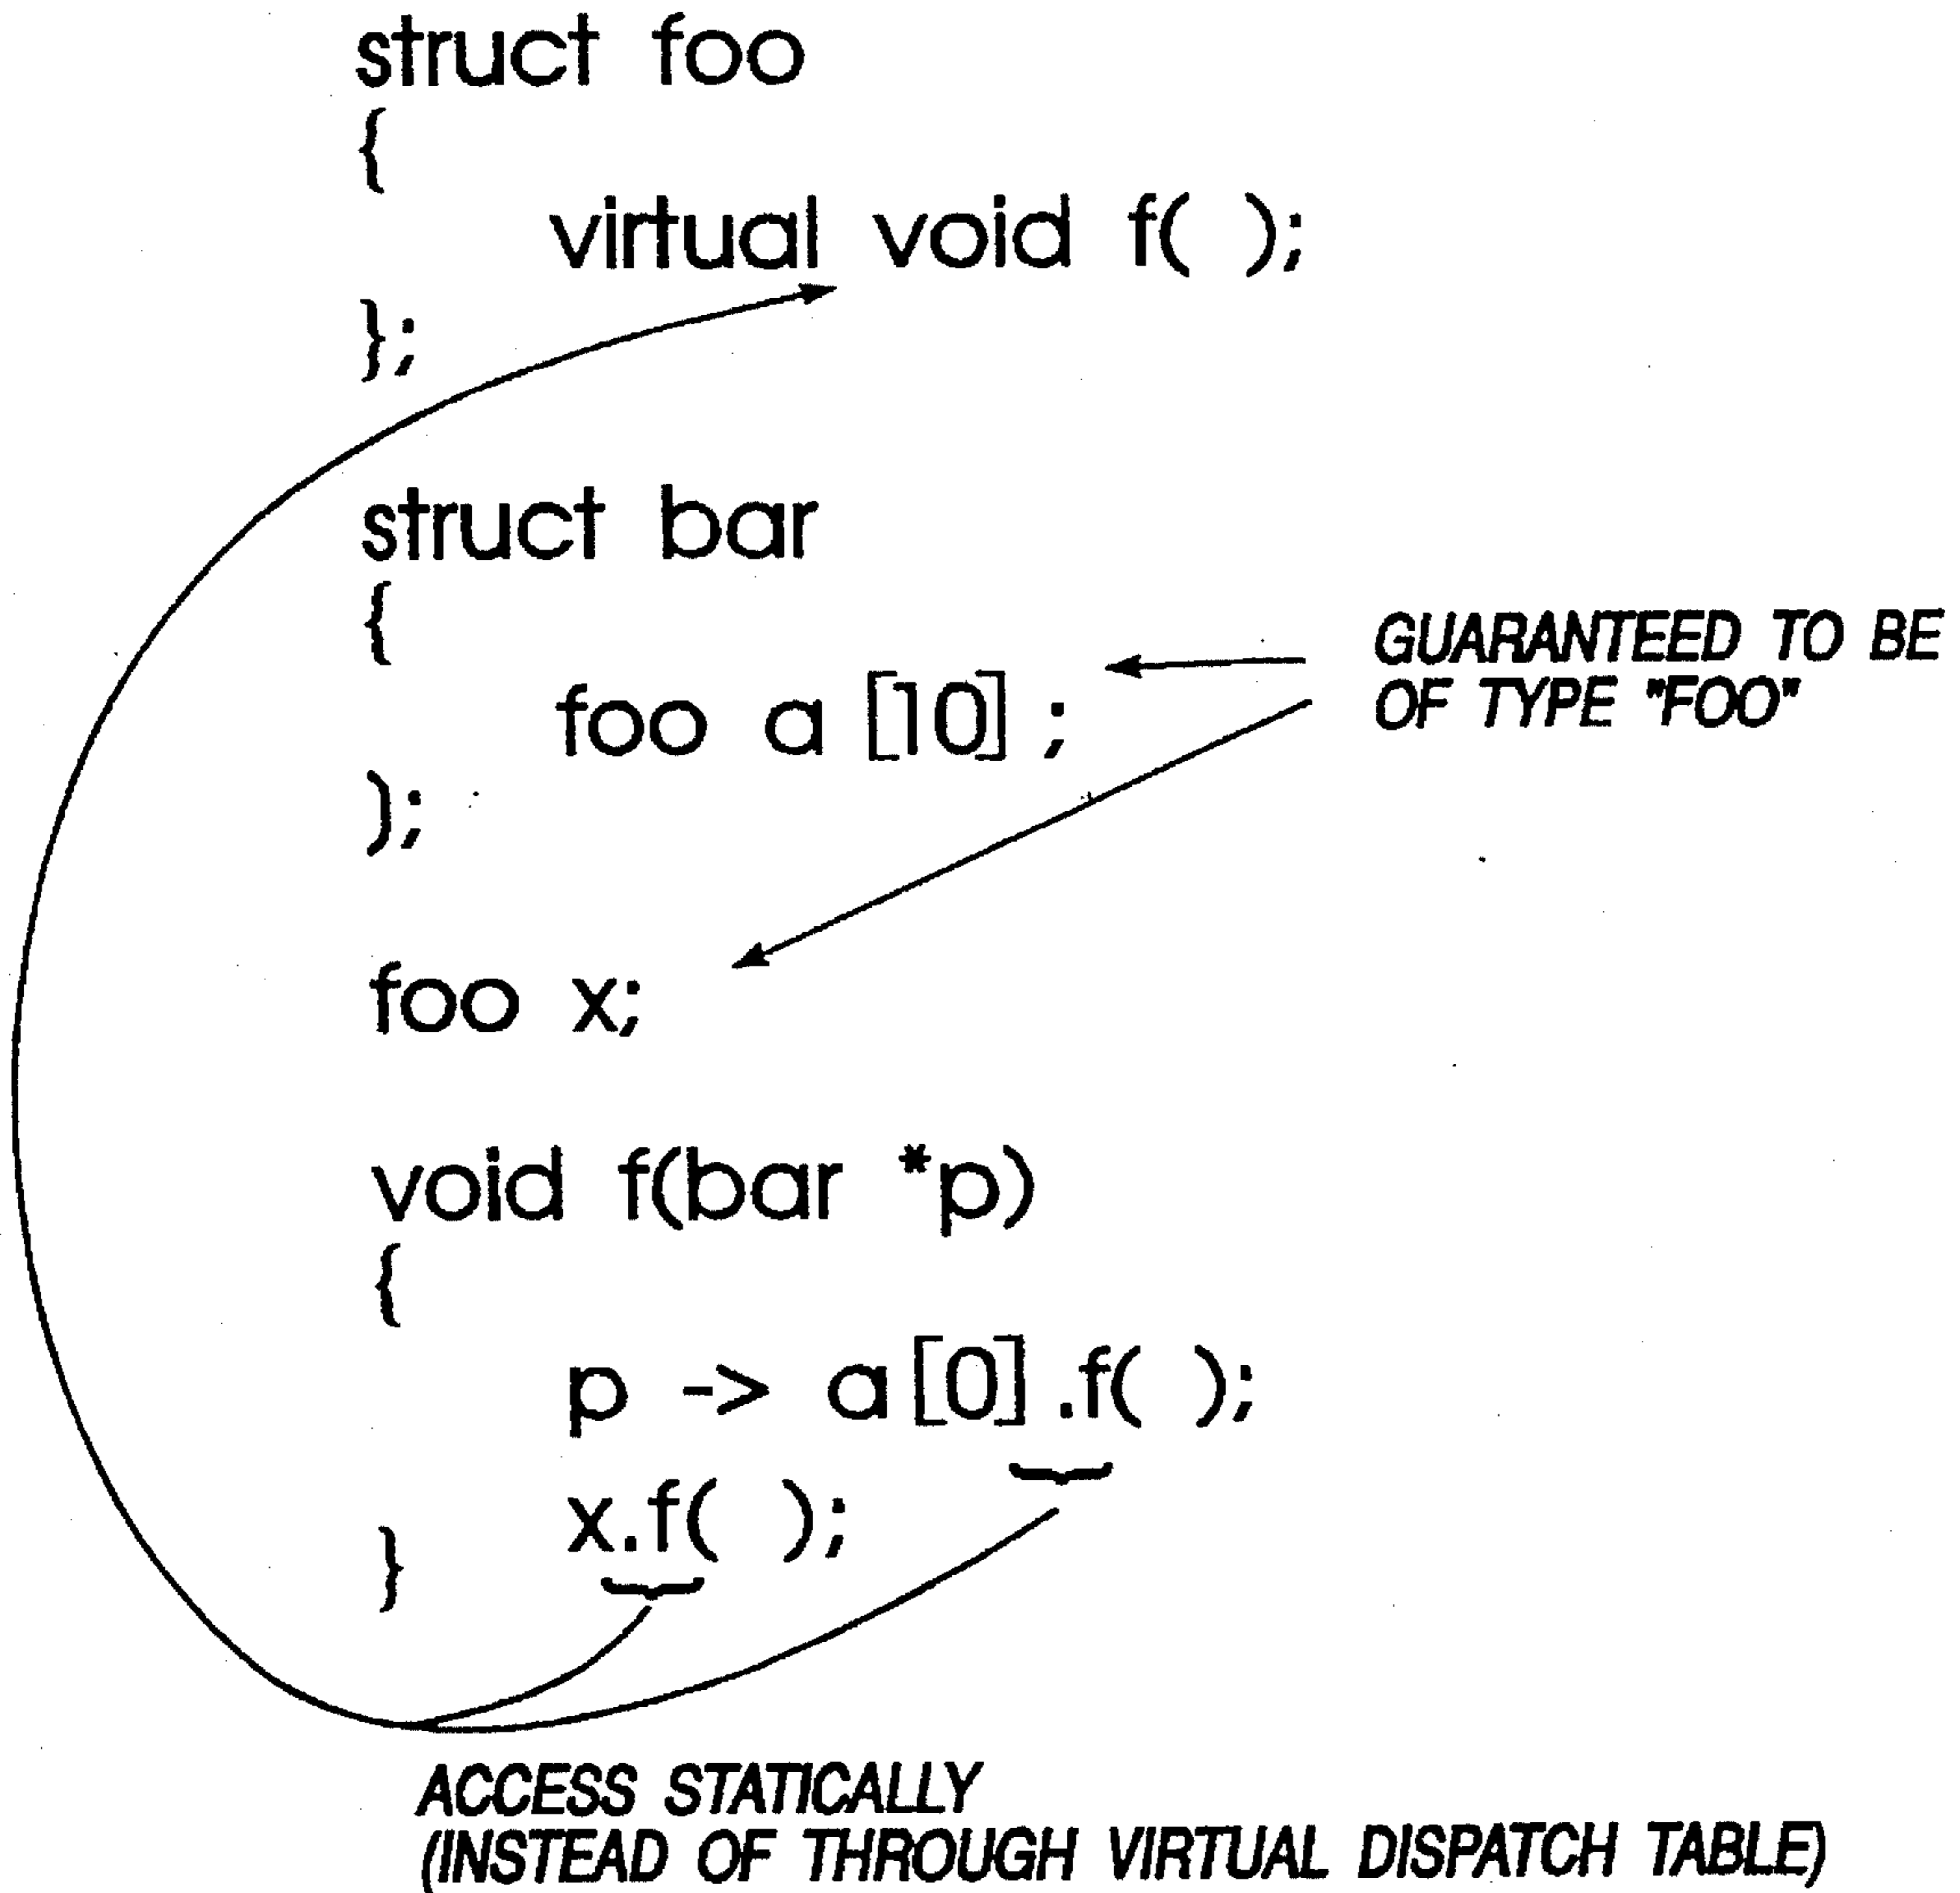 struct foo
{
virtual void f( );
};
struct bar
{
foo a [10] ;
);
GUARANTEED TO BE
OF TYPE "FOO"
foo x;
void f(bar *p)
{
p -> a[0] .f( );
x.f( );
}
ACCESS STATICALLY
(INSTEAD OF THROUGH VIRTUAL DISPATCH TABLE)